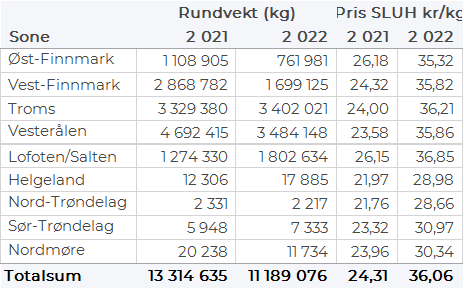 Rundvekt (kg) Pris SLUH kr/kg
Sone 2 021 2 022 2 021 2 022
Øst-Finnmark 1 108 905 761 981 26,18 35,32
Vest-Finnmark 2 868 782 1 699 125 24,32 35,82
Troms 3 329 380 3 402 021 24,00 36,21
Vesterålen 4 692 415 3 484 148 23,58 35,86
Lofoten/Salten 1 274 330 1 802 634 26,15 36,85
Helgeland 12 306 17 885 21,97 28,98
Nord-Trøndelag 2 331 2 217 21,76 28,66
Sør-Trøndelag 5 948 7 333 23,32 30,97
Nordmøre 20 238 11 734 23,96 30,34
Totalsum 13 314 635 11 189 076 24,31 36,06